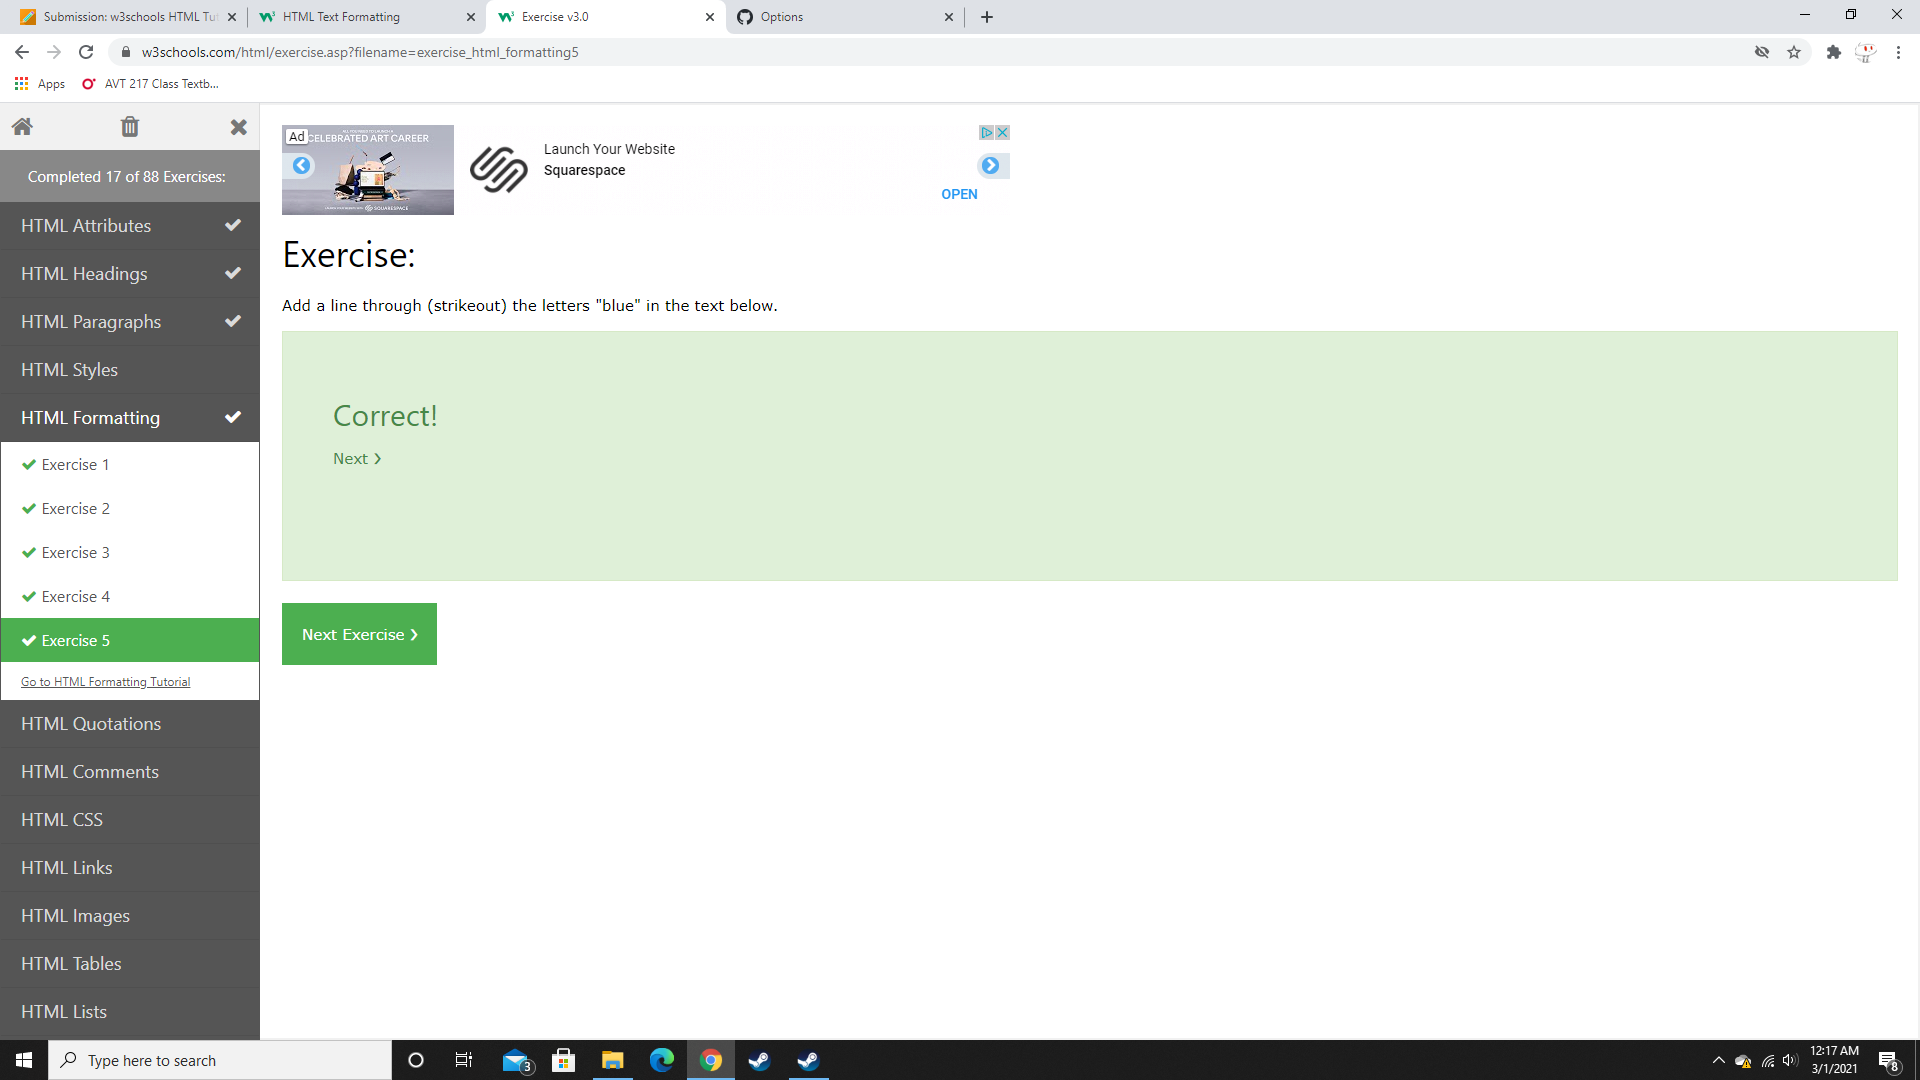 Submission: w3schools HTML Tut
HTML Text Formatting
Exercise v3.0
Options
w3schools.com/html/exercise.asp?filename=exercise_html_formatting5
Apps
AVT 217 Class Textb...
Completed 17 of 88 Exercises:
HTML Attributes
HTML Headings
HTML Paragraphs
HTML Styles
HTML Formatting
Exercise 1
Exercise 2
Exercise 3
Exercise 4
Exercise 5
Go to HTML Formatting Tutorial
HTML Quotations
HTML Comments
HTML CSS
HTML Links
HTML Images
HTML Tables
HTML Lists
Ad
CELEBRATED ART CAREER
SQUARESPACE
Launch Your Website
Squarespace
OPEN
Exercise:
Add a line through (strikeout) the letters "blue" in the text below.
Correct!
Next ❯
Next Exercise ❯
Type here to search
3
12:17 AM
3/1/2021
8